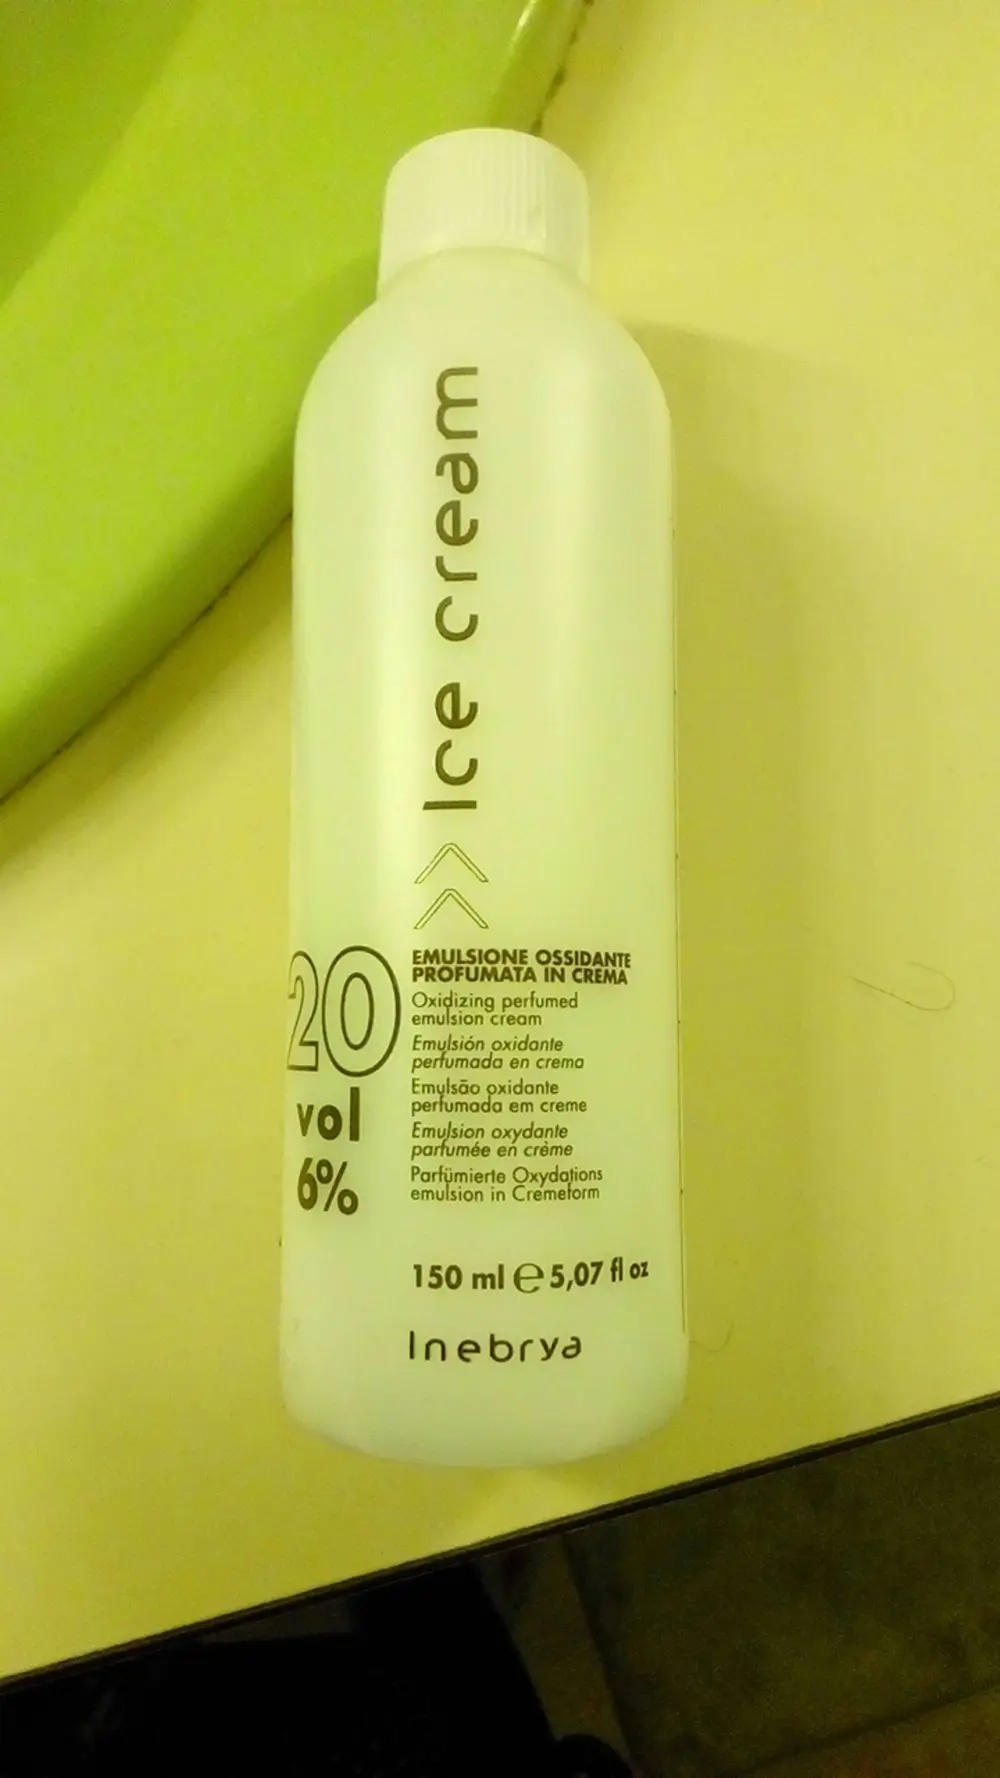 Ice cream
20
vol
6%
EMULSIONE OSSIDANTE
PROFUMATA IN CREMA
Oxidizing perfumed
emulsion cream
Emulsión oxidante
perfumada en crema
Emulsão oxidante
perfumada em creme
Emulsion oxydante
parfumée en crème
Parfümierte Oxydations
emulsion in Cremeform
150 ml e 5,07 fl oz
Inebrya